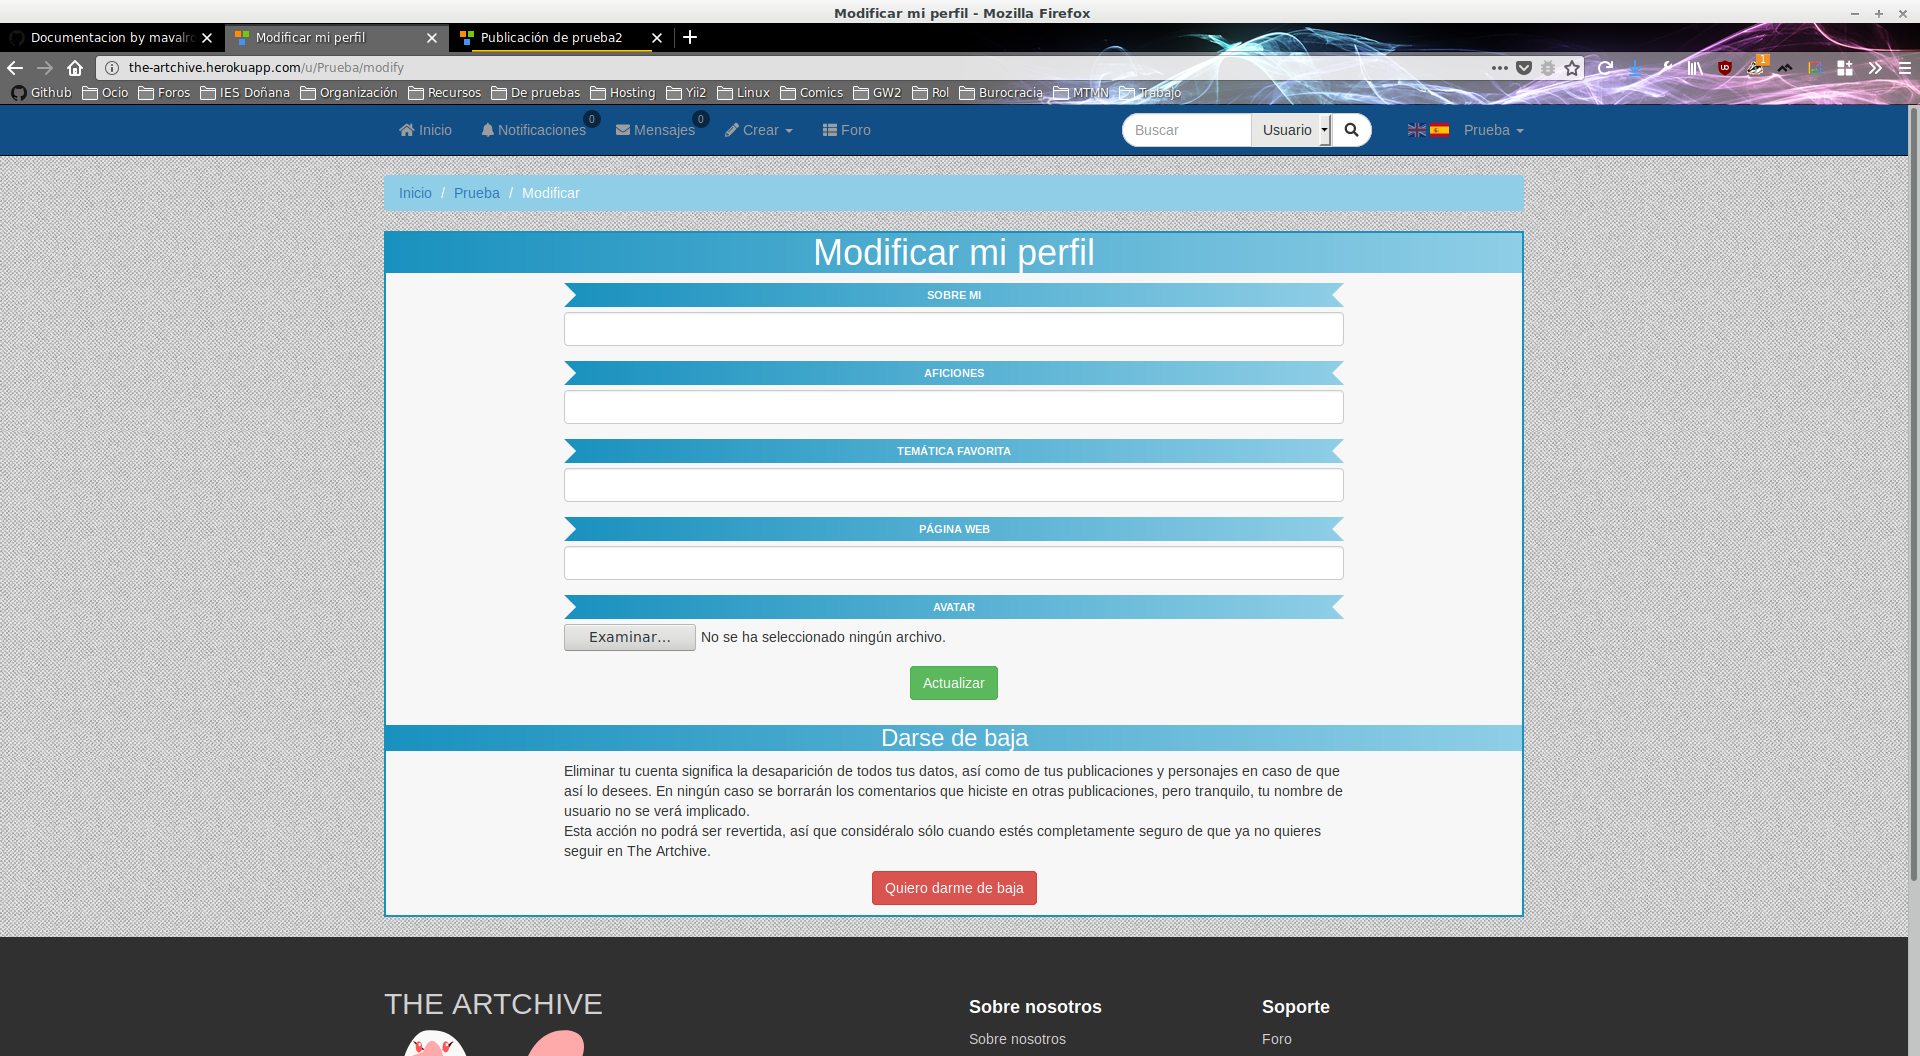 Modificar mi perfil - Mozilla Firefox
Documentacion by mavalro
Modificar mi perfil
Publicación de prueba2
the-artchive.herokuapp.com/u/Prueba/modify
1
Github Ocio Foros IES Doñana Organización Recursos De pruebas Hosting Yii2 Linux Comics GW2 Rol Burocracia MTMN Trabajo
Inicio Notificaciones 0 Mensajes 0 Crear Foro Buscar Usuario Prueba
Inicio / Prueba / Modificar
Modificar mi perfil
SOBRE MI
AFICIONES
TEMÁTICA FAVORITA
PÁGINA WEB
AVATAR
Examinar... No se ha seleccionado ningún archivo.
Actualizar
Darse de baja
Eliminar tu cuenta significa la desaparición de todos tus datos, así como de tus publicaciones y personajes en caso de que
así lo desees. En ningún caso se borrarán los comentarios que hiciste en otras publicaciones, pero tranquilo, tu nombre de
usuario no se verá implicado.
Esta acción no podrá ser revertida, así que considéralo sólo cuando estés completamente seguro de que ya no quieres
seguir en The Artchive.
Quiero darme de baja
THE ARTCHIVE
Sobre nosotros
Sobre nosotros
Soporte
Foro